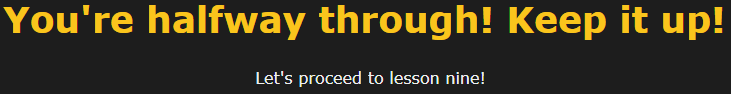 You're halfway through! Keep it up!
Let's proceed to lesson nine!